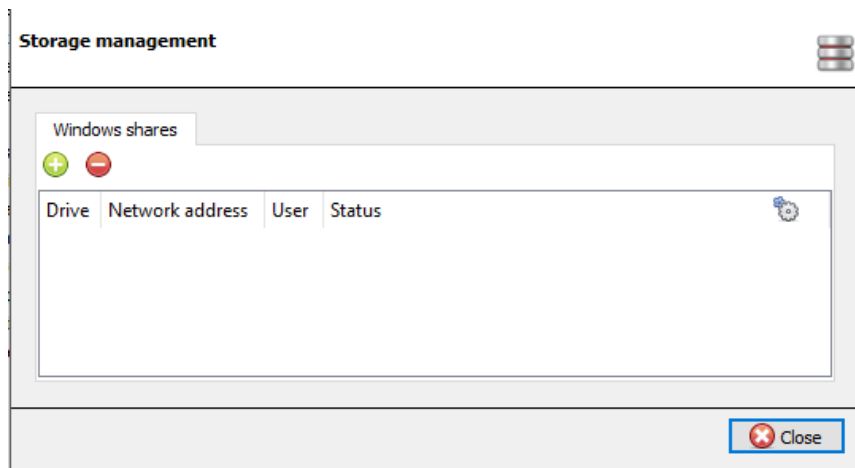 Storage management
Windows shares
Drive Network address User Status
Close